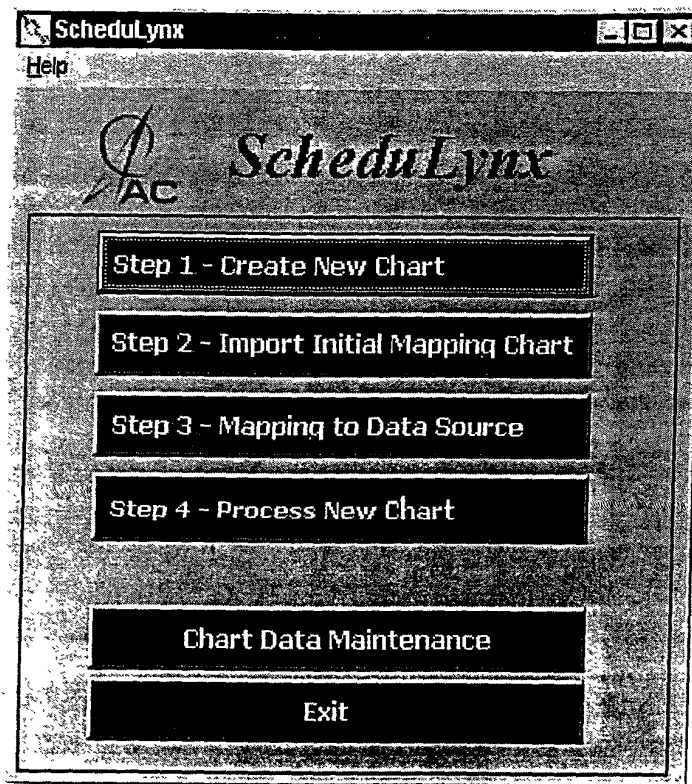 ScheduLynx
Help
AC
ScheduLynx
Step 1 - Create New Chart
Step 2 - Import Initial Mapping Chart
Step 3 - Mapping to Data Source
Step 4 - Process New Chart
Chart Data Maintenance
Exit